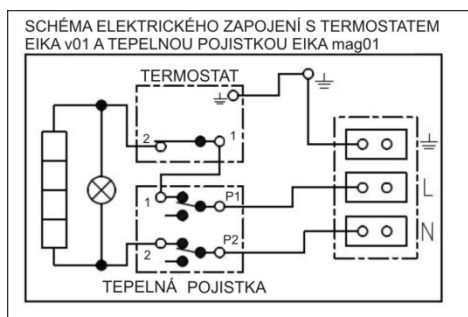 SCHÉMA ELEKTRICKÉHO ZAPOJENÍ S TERMOSTATEM
EIKA v01 A TEPELNOU POJISTKOU EIKA mag01
TERMOSTAT
2 1
1 P1
L
2 P2
N
TEPELNÁ POJISTKA